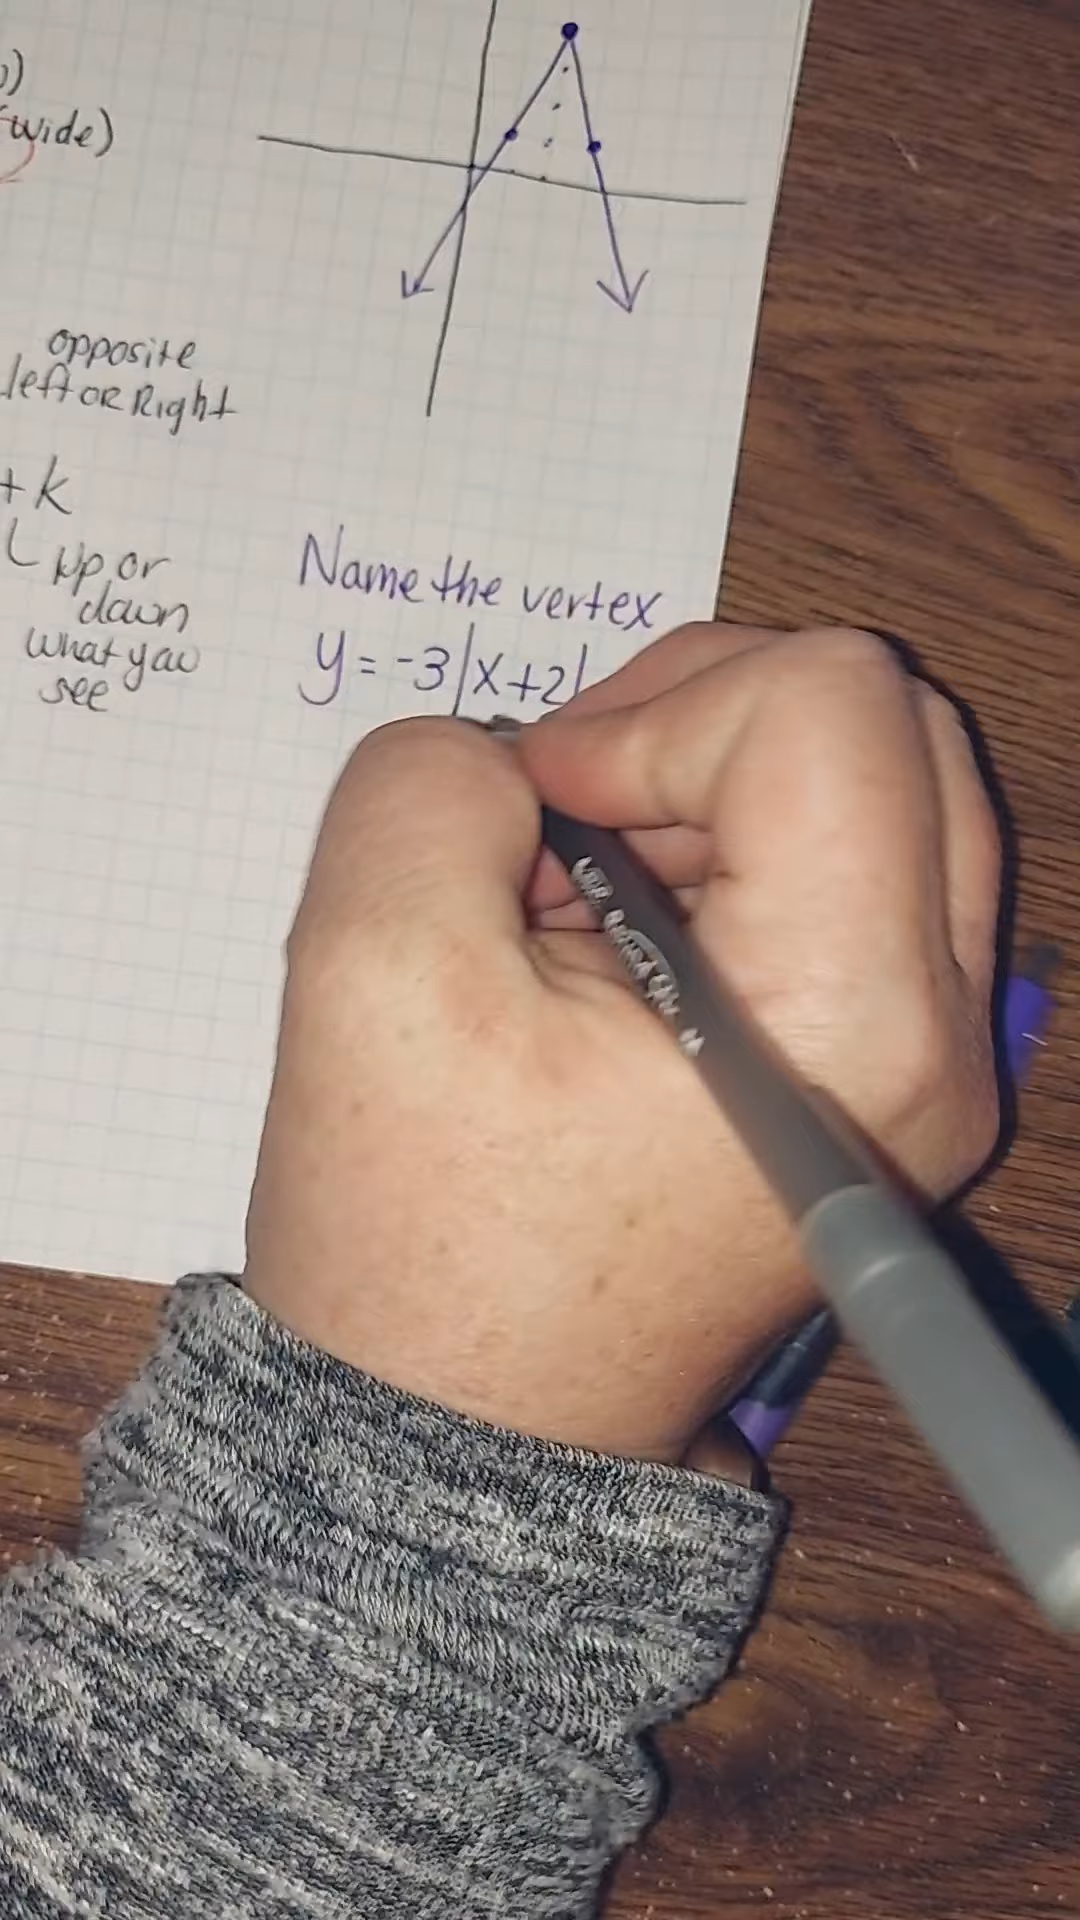 wide)
opposite
left OR Right
+ k
up or
down
what you
see
Name the vertex
y = -3|x+2|